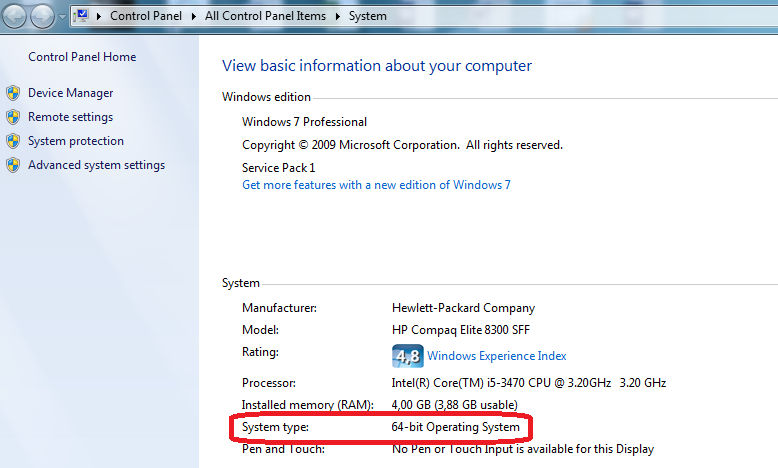 Control Panel ▸ All Control Panel Items ▸ System
Control Panel Home
Device Manager
Remote settings
System protection
Advanced system settings
View basic information about your computer
Windows edition
Windows 7 Professional
Copyright © 2009 Microsoft Corporation.  All rights reserved.
Service Pack 1
Get more features with a new edition of Windows 7
System
Manufacturer: Hewlett-Packard Company
Model: HP Compaq Elite 8300 SFF
Rating: 4,8 Windows Experience Index
Processor: Intel(R) Core(TM) i5-3470 CPU @ 3.20GHz   3.20 GHz
Installed memory (RAM): 4,00 GB (3,88 GB usable)
System type: 64-bit Operating System
Pen and Touch: No Pen or Touch Input is available for this Display